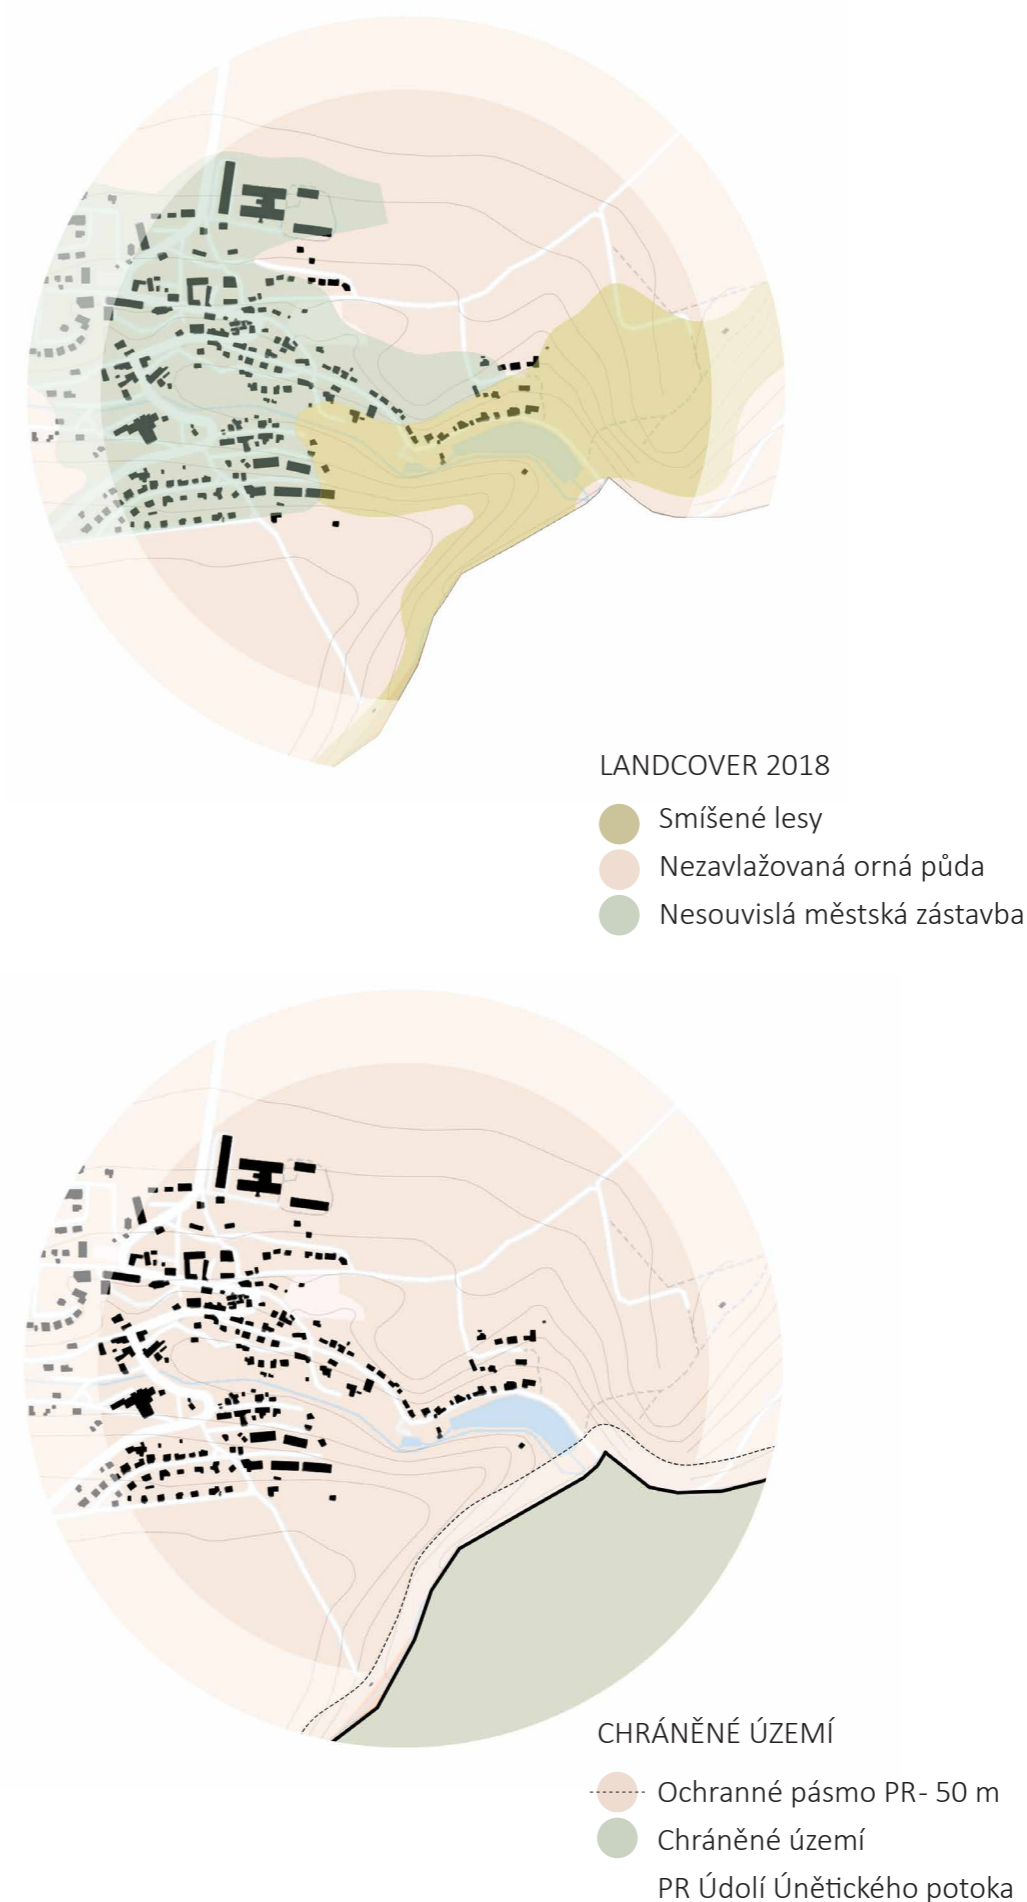 LANDCOVER 2018
Smíšené lesy
Nezavlažovaná orná půda
Nesouvislá městská zástavba
CHRÁNĚNÉ ÚZEMÍ
Ochranné pásmo PR- 50 m
Chráněné území
PR Údolí Únětického potoka